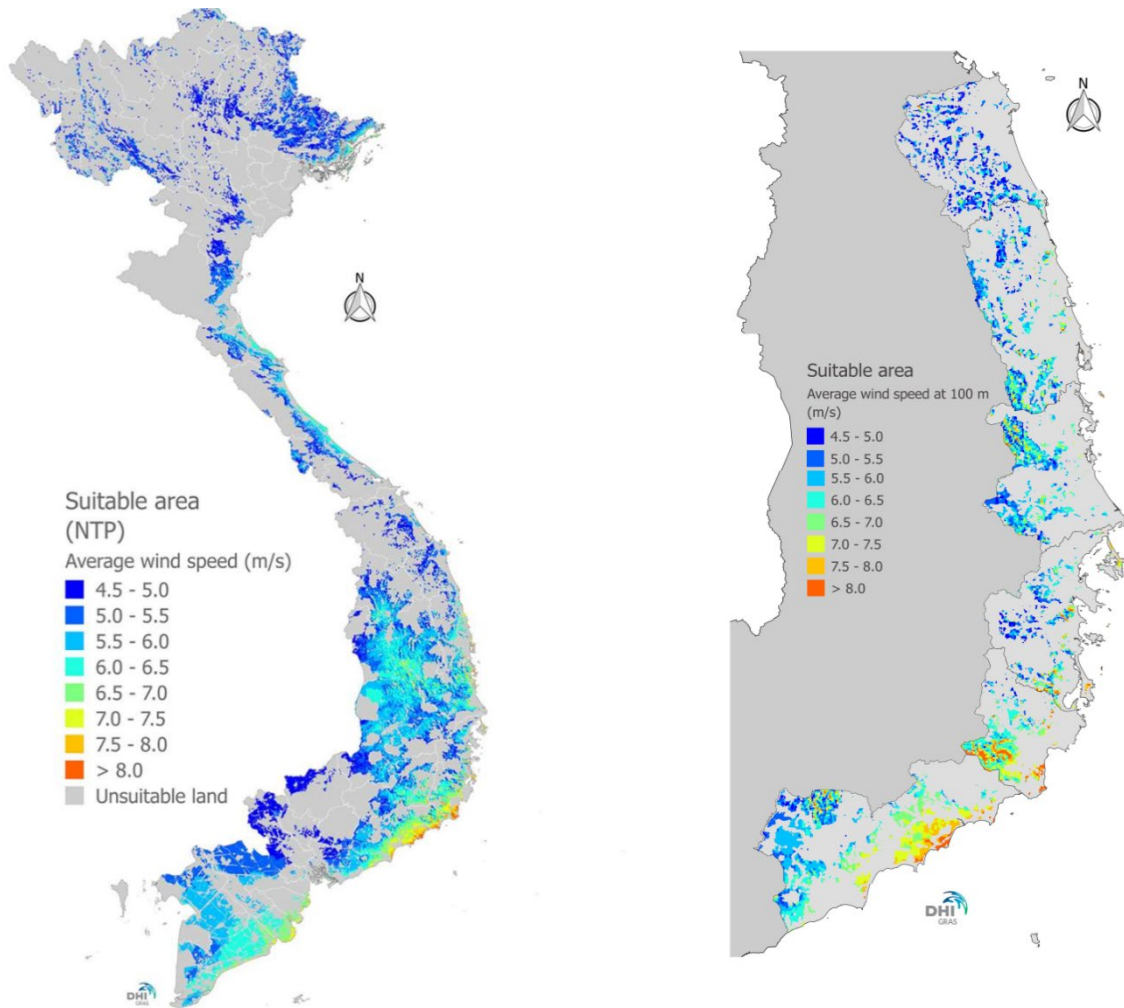 N
Suitable area
(NTP)
Average wind speed (m/s)
4.5 - 5.0
5.0 - 5.5
5.5 - 6.0
6.0 - 6.5
6.5 - 7.0
7.0 - 7.5
7.5 - 8.0
> 8.0
Unsuitable land
DHI
GRAS
N
Suitable area
Average wind speed at 100 m
(m/s)
4.5 - 5.0
5.0 - 5.5
5.5 - 6.0
6.0 - 6.5
6.5 - 7.0
7.0 - 7.5
7.5 - 8.0
> 8.0
DHI
GRAS